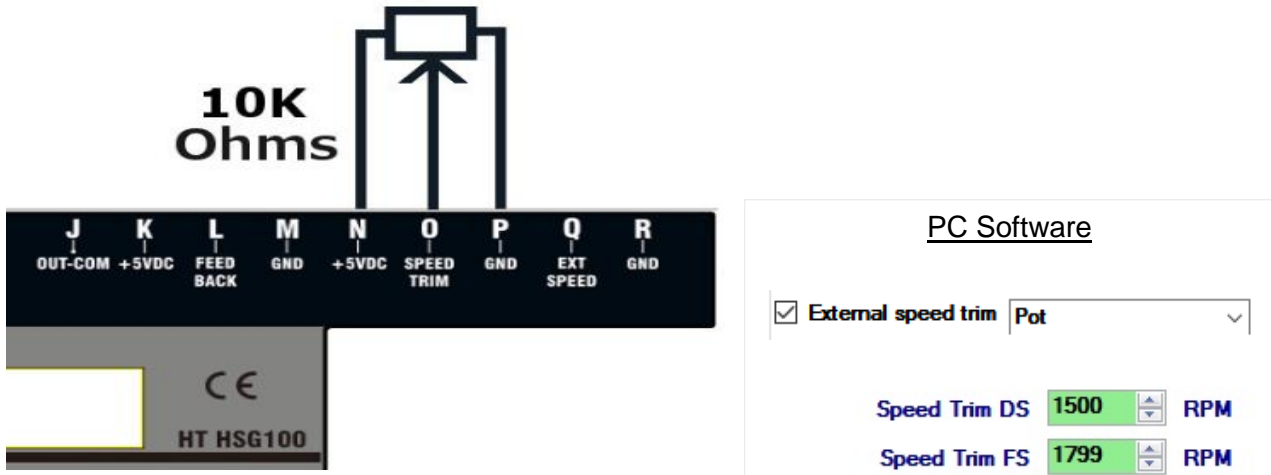 10K
Ohms
J K L M N O P Q R
OUT-COM +5VDC FEED BACK GND +5VDC SPEED TRIM GND EXT SPEED GND
CE
HT HSG100
PC Software
External speed trim Pot
Speed Trim DS 1500 RPM
Speed Trim FS 1799 RPM